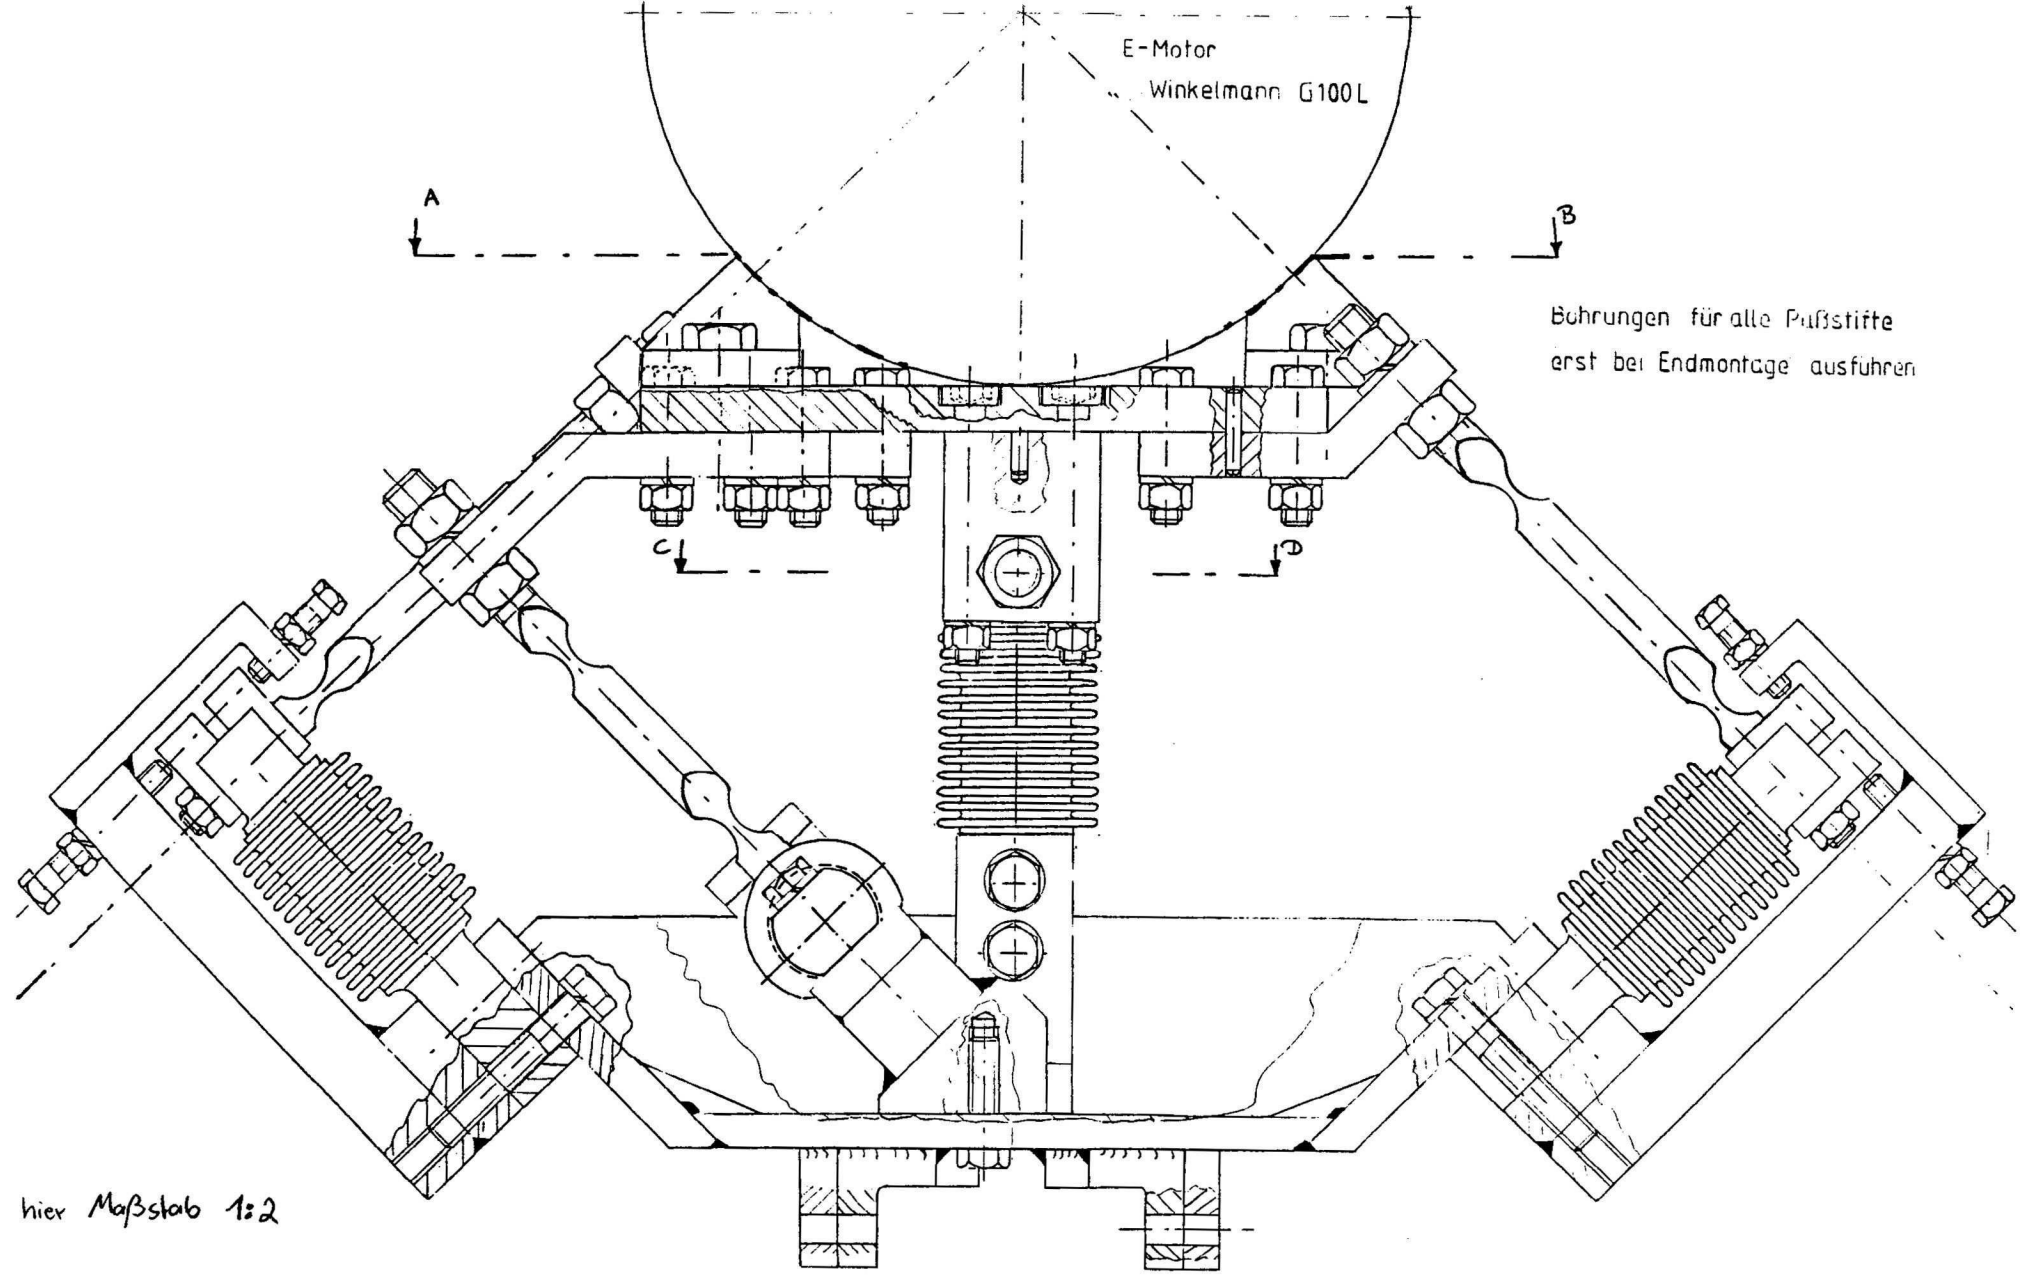 E-Motor
Winkelmann G100L
A
B
Bohrungen für alle Paßstifte
erst bei Endmontage ausführen
C
D
hier Maßstab 1:2